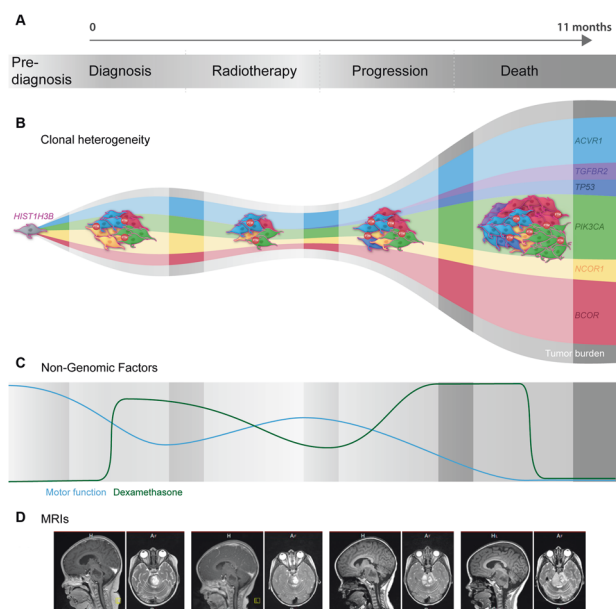 A
0
11 months
Pre-
diagnosis
Diagnosis
Radiotherapy
Progression
Death
B
Clonal heterogeneity
HIST1H3B
ACVR1
TGFBR2
TP53
PIK3CA
NCOR1
BCOR
Tumor burden
C
Non-Genomic Factors
Motor function
Dexamethasone
D
MRIs
H
H
H